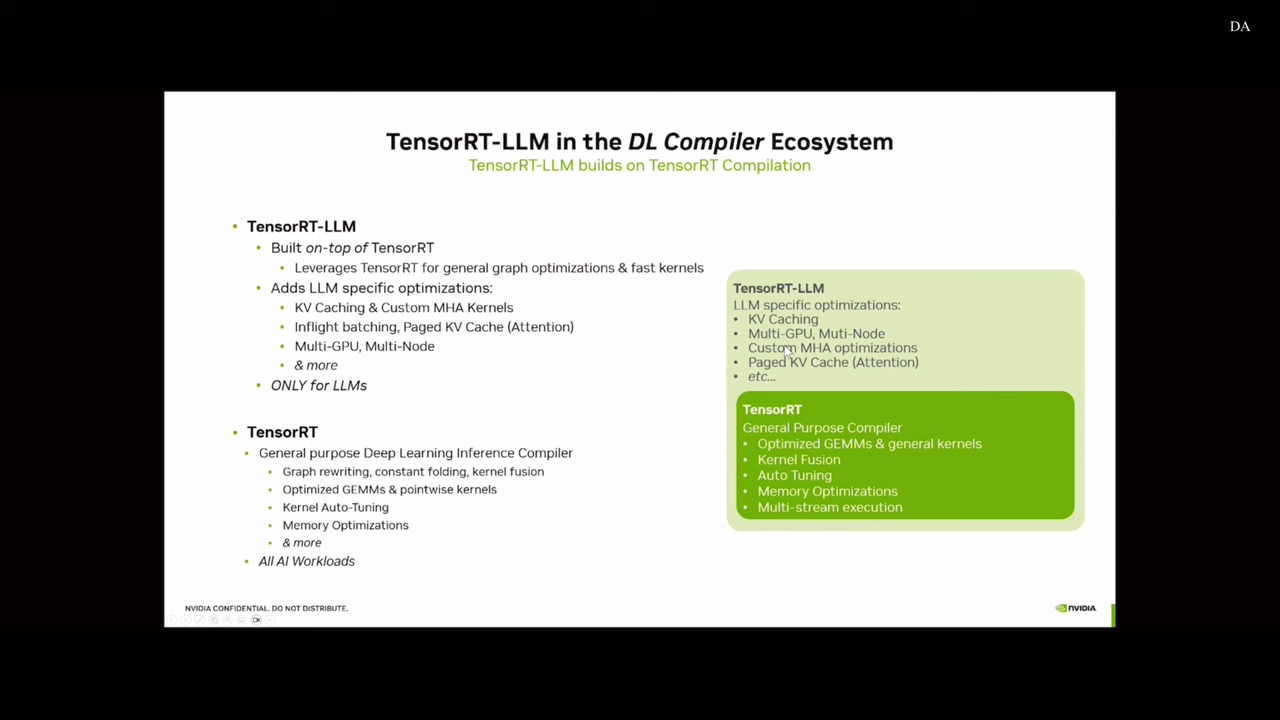 DA
TensorRT-LLM in the DL Compiler Ecosystem
TensorRT-LLM builds on TensorRT Compilation
• TensorRT-LLM
• Built on-top of TensorRT
• Leverages TensorRT for general graph optimizations & fast kernels
• Adds LLM specific optimizations:
• KV Caching & Custom MHA Kernels
• Inflight batching, Paged KV Cache (Attention)
• Multi-GPU, Multi-Node
• & more
• ONLY for LLMs
• TensorRT
• General purpose Deep Learning Inference Compiler
• Graph rewriting, constant folding, kernel fusion
• Optimized GEMMs & pointwise kernels
• Kernel Auto-Tuning
• Memory Optimizations
• & more
• All AI Workloads
TensorRT-LLM
LLM specific optimizations:
• KV Caching
• Multi-GPU, Muti-Node
• Custom MHA optimizations
• Paged KV Cache (Attention)
• etc...
TensorRT
General Purpose Compiler
• Optimized GEMMs & general kernels
• Kernel Fusion
• Auto Tuning
• Memory Optimizations
• Multi-stream execution
NVIDIA CONFIDENTIAL. DO NOT DISTRIBUTE.
NVIDIA